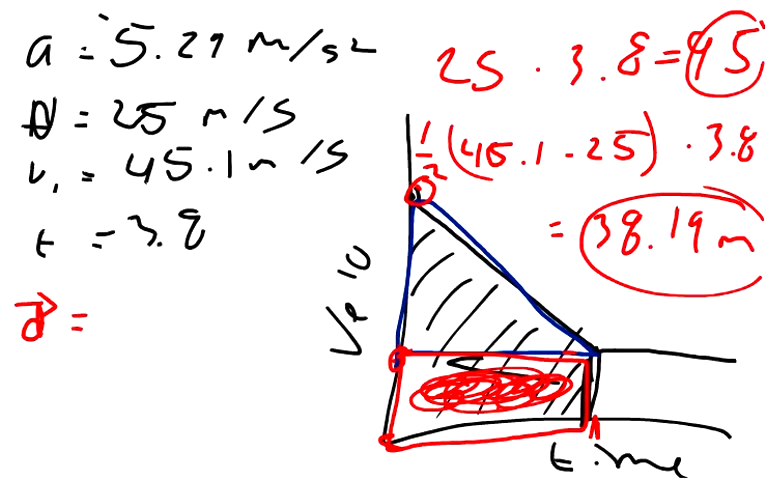 a = 5.29 m/s²
25 · 3.8 = 95
v = 25 m/s
1/2 (45.1 - 25) · 3.8
v₁ = 45.1 m/s
= 38.19 m
t = 3.8
d⃗ =
Velo
time